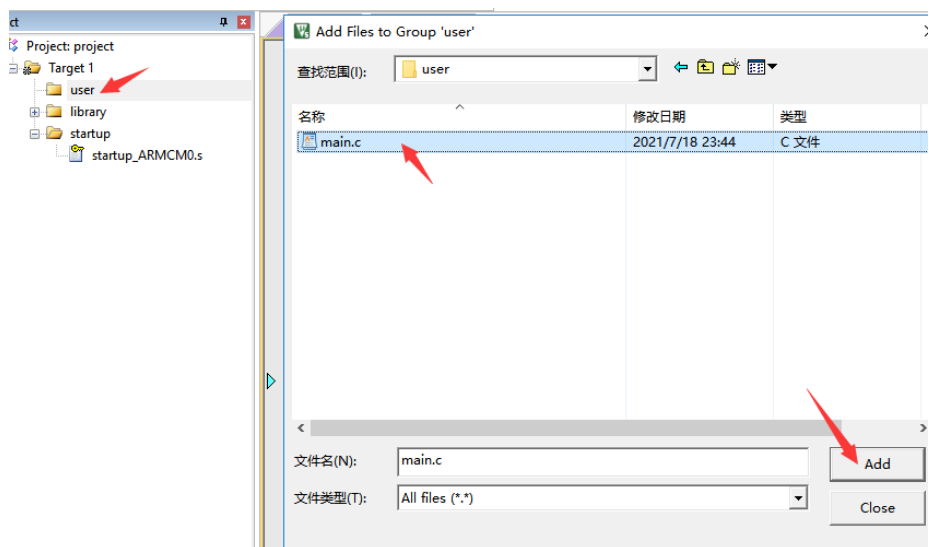 ct
Project: project
Target 1
user
library
startup
startup_ARMCM0.s
Add Files to Group 'user'
查找范围(I):
user
名称
修改日期
类型
main.c
2021/7/18 23:44
C 文件
文件名(N):
main.c
Add
文件类型(T):
All files (*.*)
Close